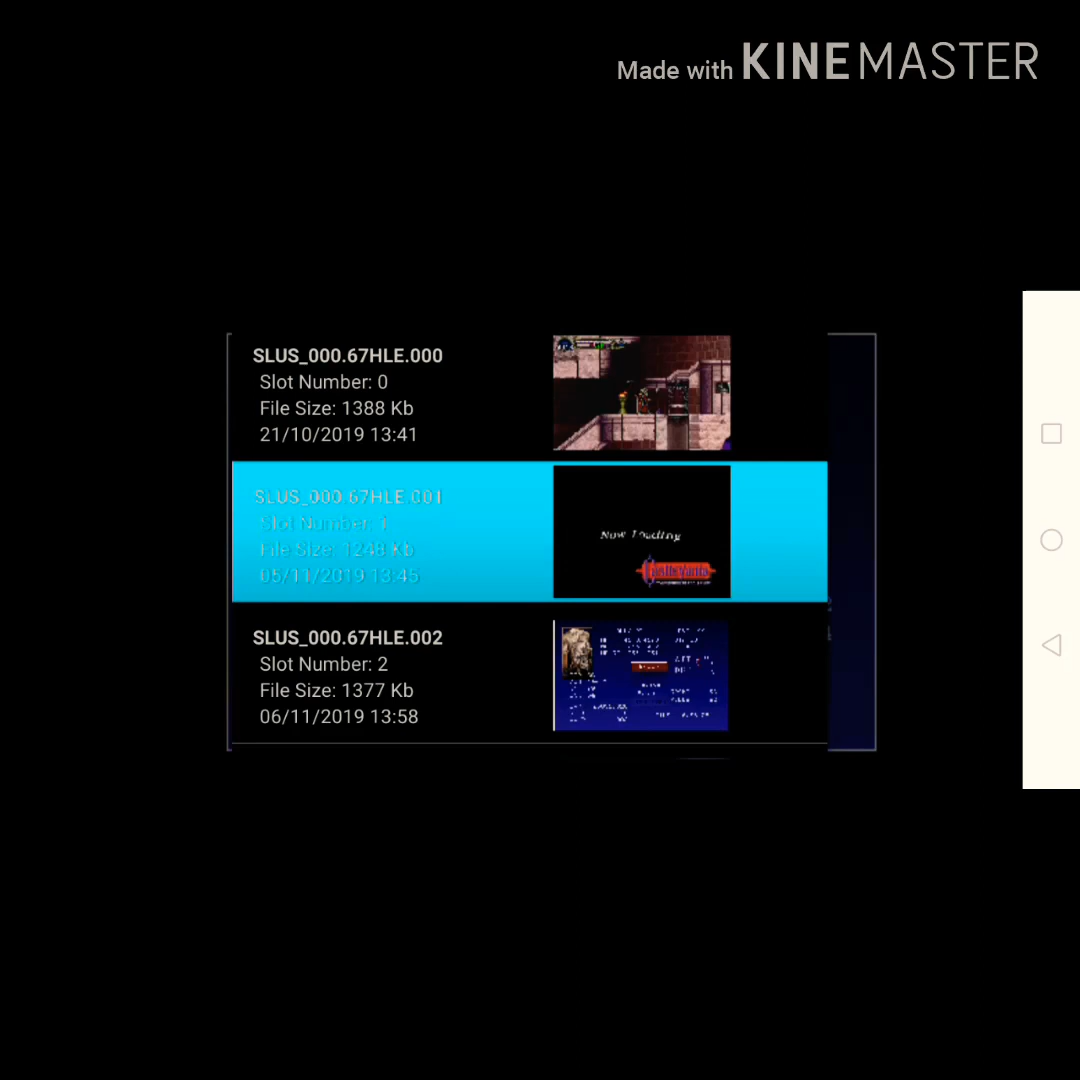 Made with KINEMASTER
SLUS_000.67HLE.000
Slot Number: 0
File Size: 1388 Kb
21/10/2019 13:41
SLUS_000.67HLE.001
Slot Number: 1
File Size: 1248 Kb
05/11/2019 13:45
Now Loading
Castlevania
SLUS_000.67HLE.002
Slot Number: 2
File Size: 1377 Kb
06/11/2019 13:58